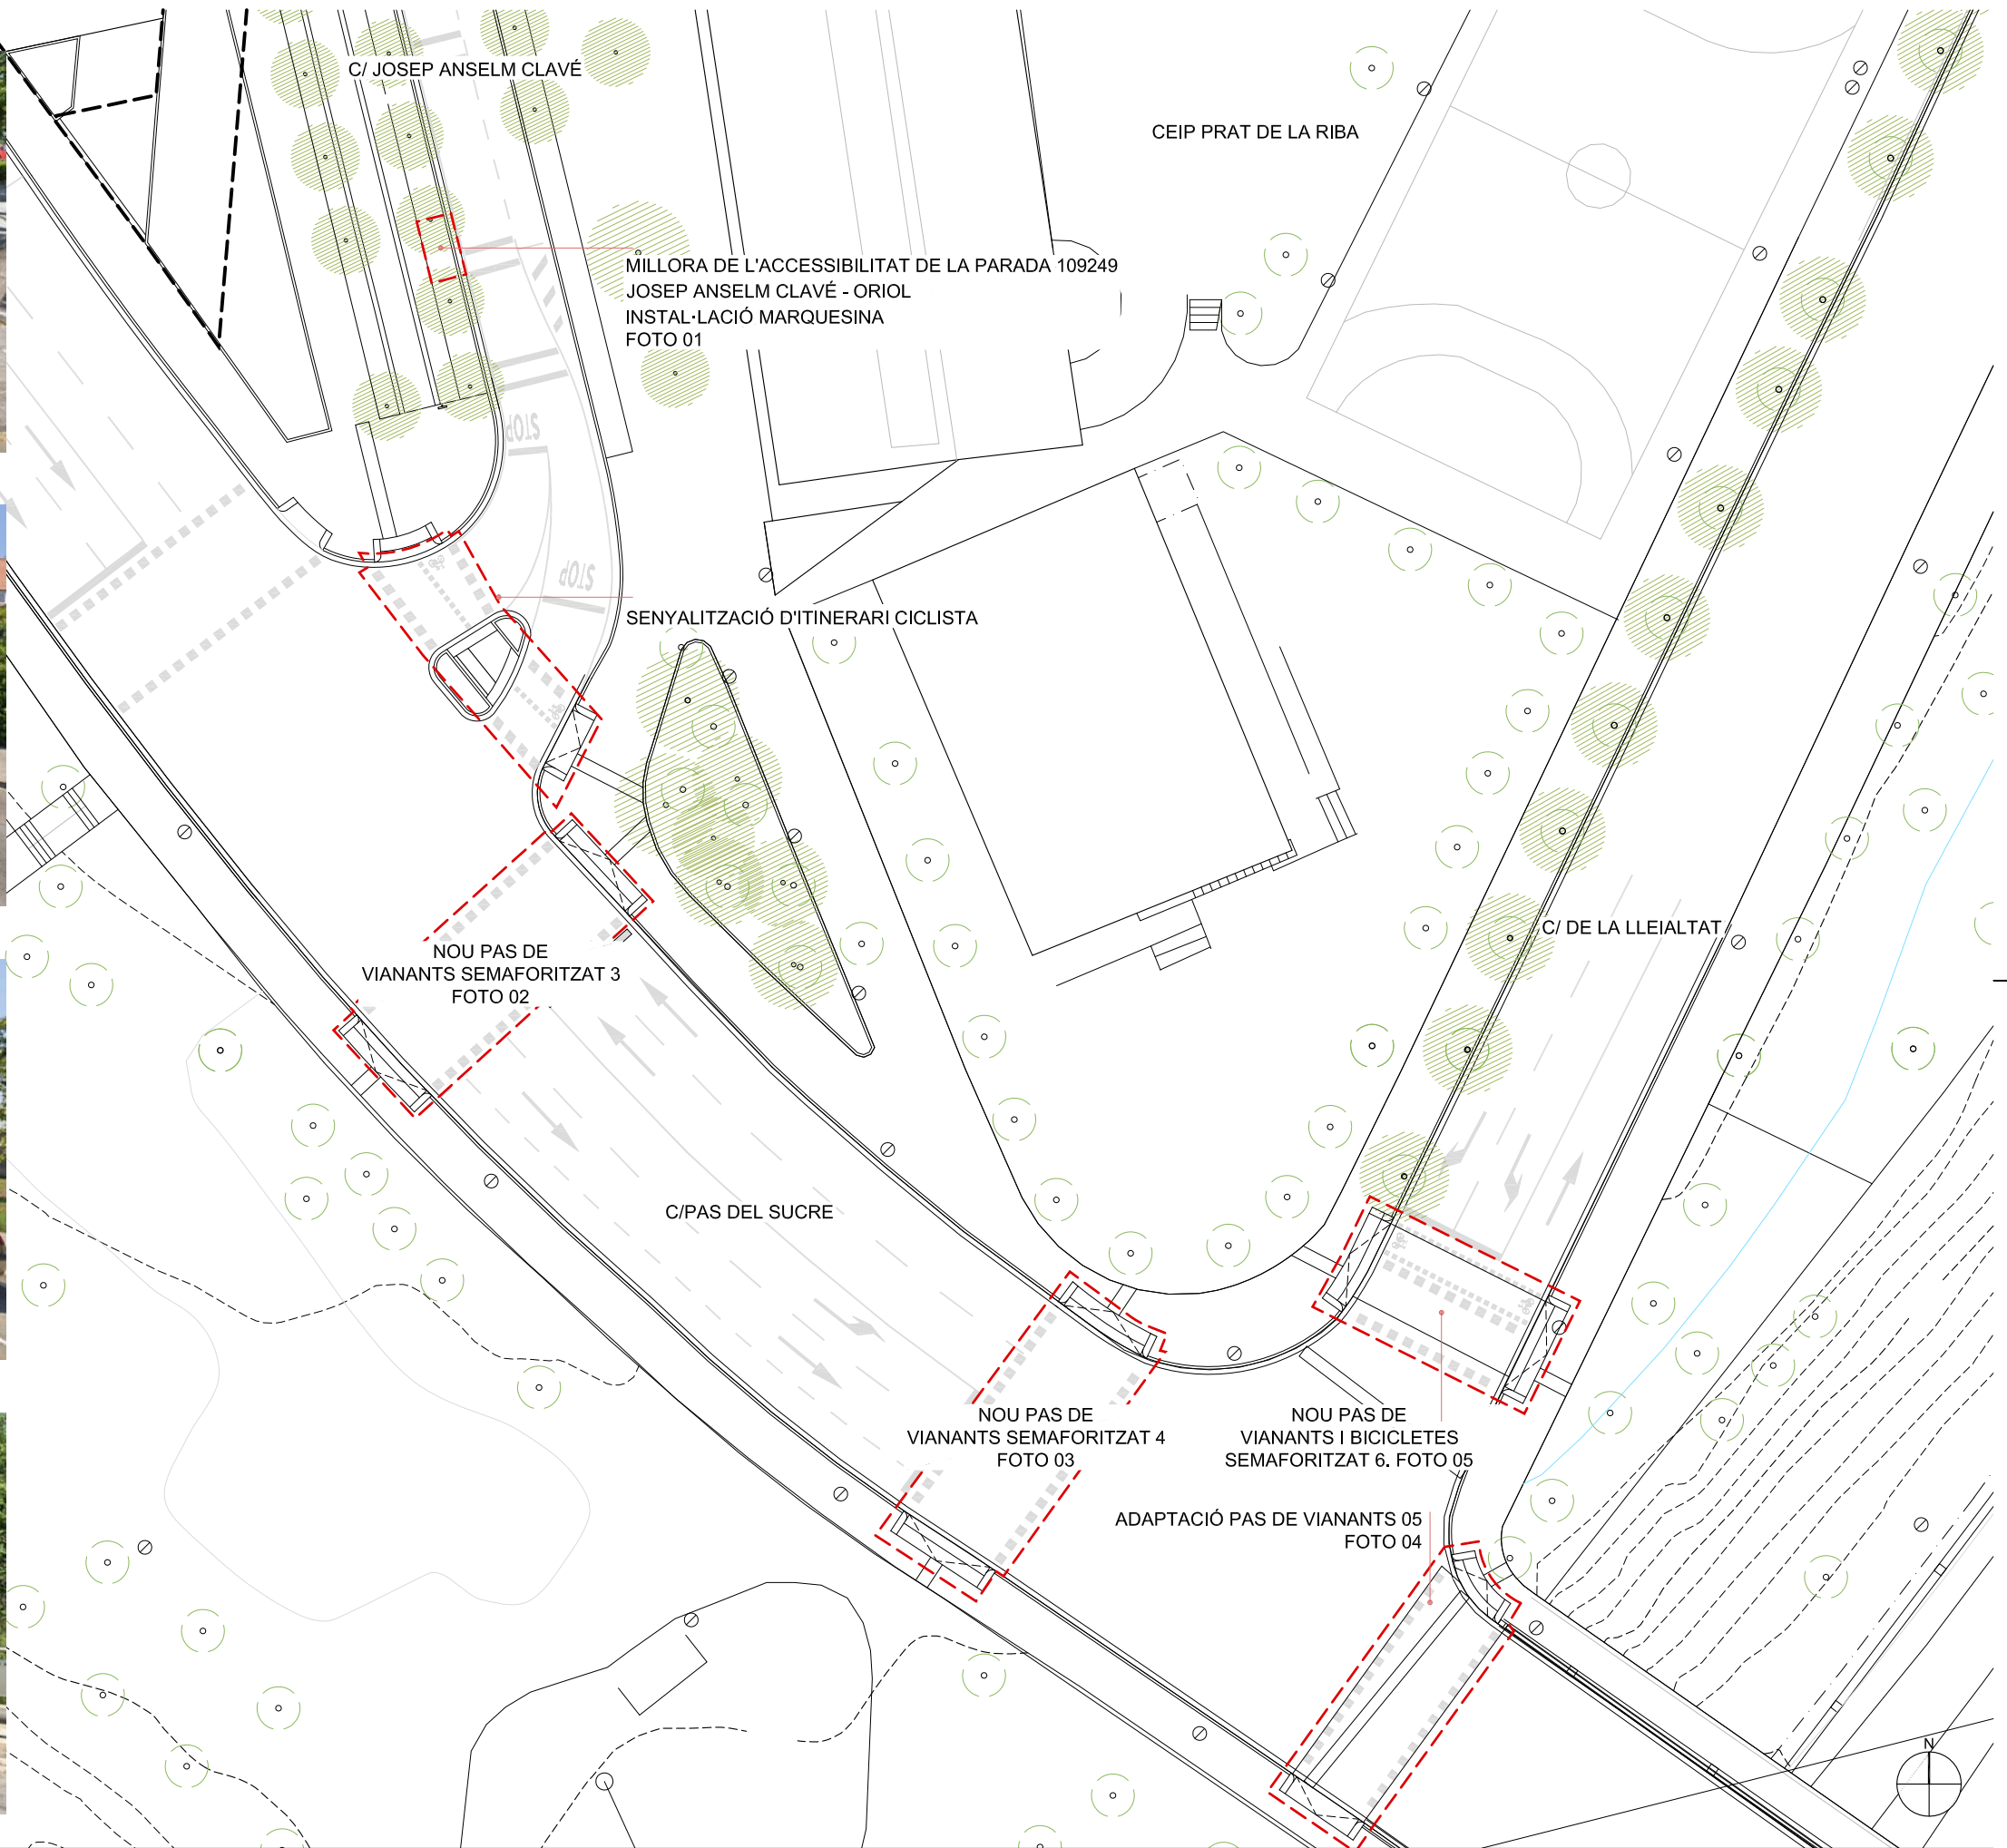 C/ JOSEP ANSELM CLAVÉ
CEIP PRAT DE LA RIBA
MILLORA DE L'ACCESSIBILITAT DE LA PARADA 109249
JOSEP ANSELM CLAVÉ - ORIOL
INSTAL·LACIÓ MARQUESINA
FOTO 01
STOP
STOP
SENYALITZACIÓ D'ITINERARI CICLISTA
C/ DE LA LLEIALTAT
NOU PAS DE
VIANANTS SEMAFORITZAT 3
FOTO 02
C/PAS DEL SUCRE
NOU PAS DE
VIANANTS SEMAFORITZAT 4
FOTO 03
NOU PAS DE
VIANANTS I BICICLETES
SEMAFORITZAT 6. FOTO 05
ADAPTACIÓ PAS DE VIANANTS 05
FOTO 04
N